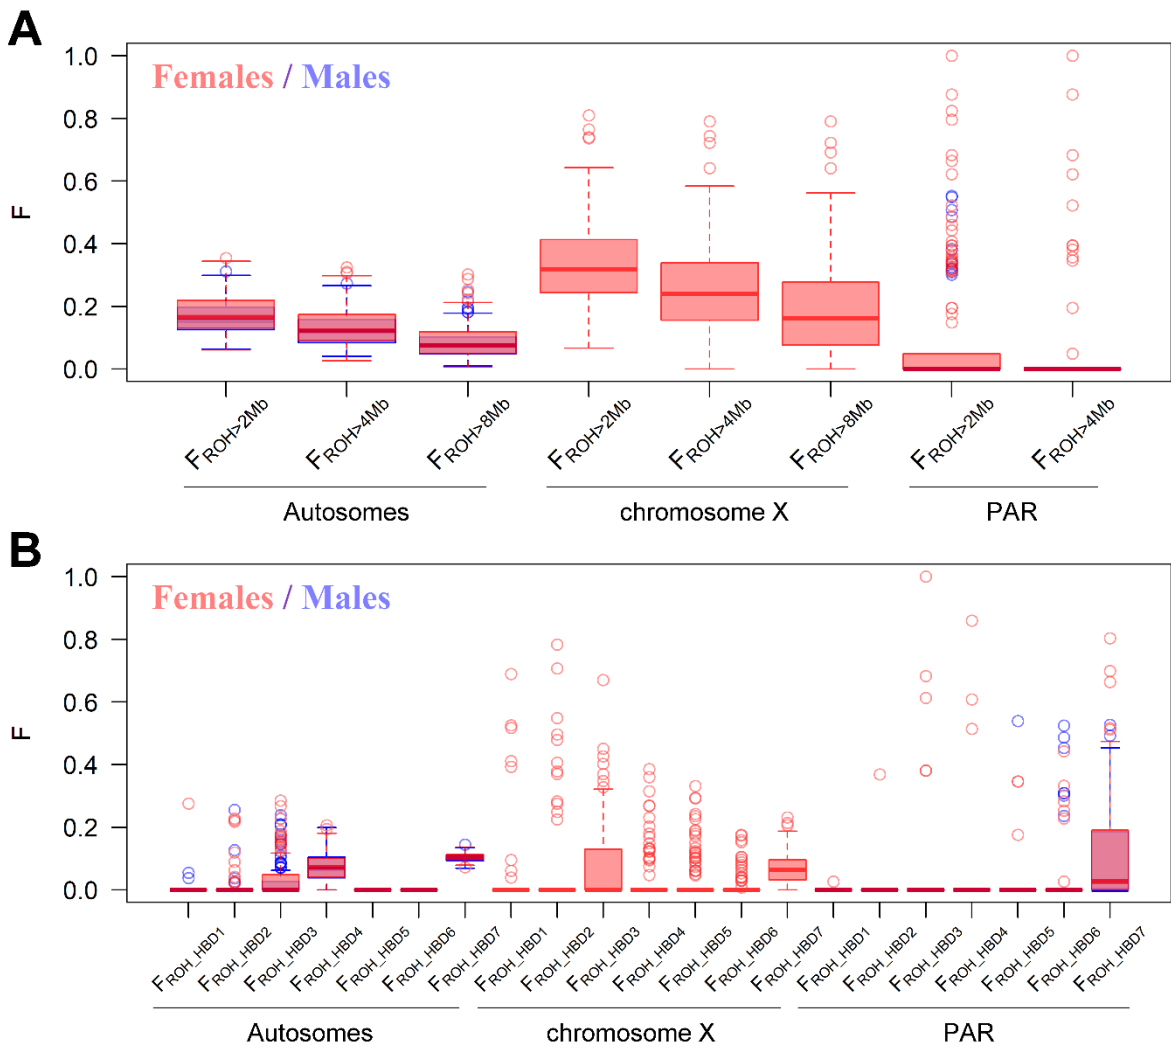 A
Females / Males
1.0
0.8
0.6
0.4
0.2
0.0
F
FROH>2Mb FROH>4Mb FROH>8Mb FROH>2Mb FROH>4Mb FROH>8Mb FROH>2Mb FROH>4Mb
Autosomes chromosome X PAR
B
Females / Males
1.0
0.8
0.6
0.4
0.2
0.0
F
FROH_HBD1 FROH_HBD2 FROH_HBD3 FROH_HBD4 FROH_HBD5 FROH_HBD6 FROH_HBD7 FROH_HBD1 FROH_HBD2 FROH_HBD3 FROH_HBD4 FROH_HBD5 FROH_HBD6 FROH_HBD7 FROH_HBD1 FROH_HBD2 FROH_HBD3 FROH_HBD4 FROH_HBD5 FROH_HBD6 FROH_HBD7
Autosomes chromosome X PAR